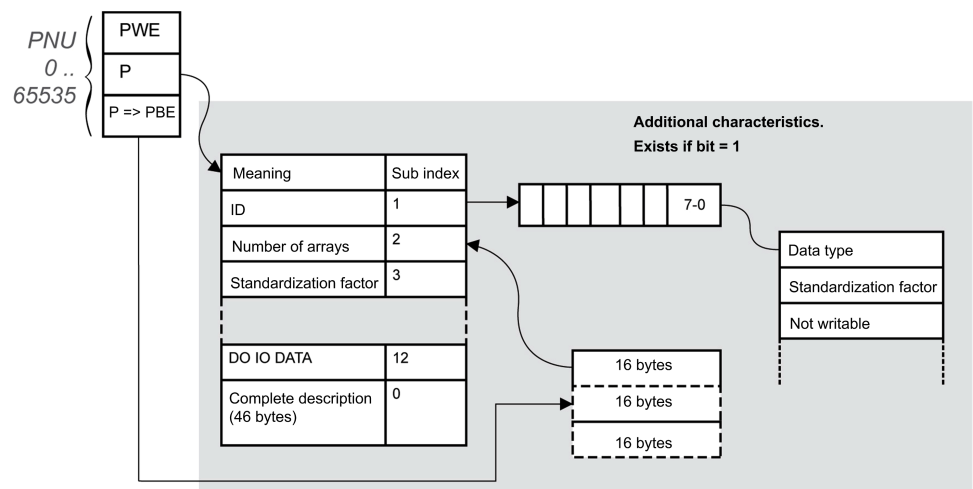 PNU
0 ..
65535
PWE
P
P => PBE
Additional characteristics.
Exists if bit = 1
Meaning
Sub index
ID
1
Number of arrays
2
Standardization factor
3
DO IO DATA
12
Complete description
(46 bytes)
0
7-0
Data type
Standardization factor
Not writable
16 bytes
16 bytes
16 bytes